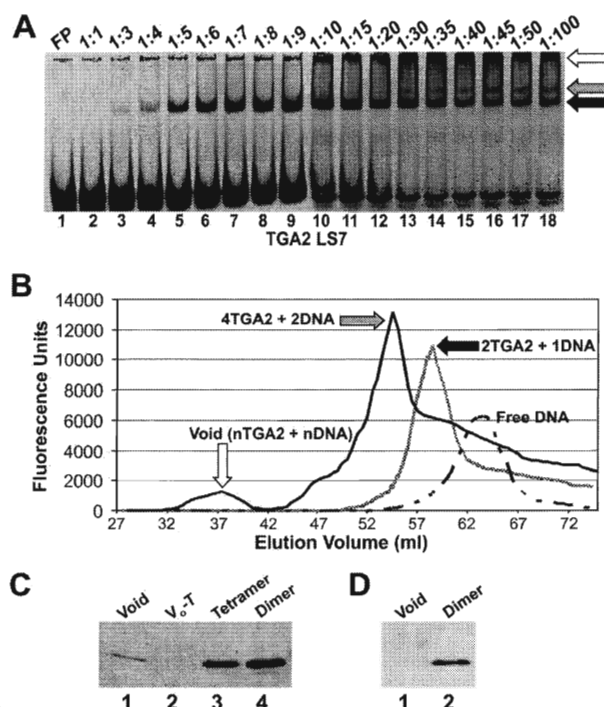 A
FP 1:1 1:3 1:4 1:5 1:6 1:7 1:8 1:9 1:10 1:15 1:20 1:30 1:35 1:40 1:45 1:50 1:100
1 2 3 4 5 6 7 8 9 10 11 12 13 14 15 16 17 18
TGA2 LS7
B
Fluorescence Units
14000
12000
10000
8000
6000
4000
2000
0
4TGA2 + 2DNA
2TGA2 + 1DNA
Void (nTGA2 + nDNA)
Free DNA
27 32 37 42 47 52 57 62 67 72
Elution Volume (ml)
C
Void Vo-T Tetramer Dimer
1 2 3 4
D
Void Dimer
1 2